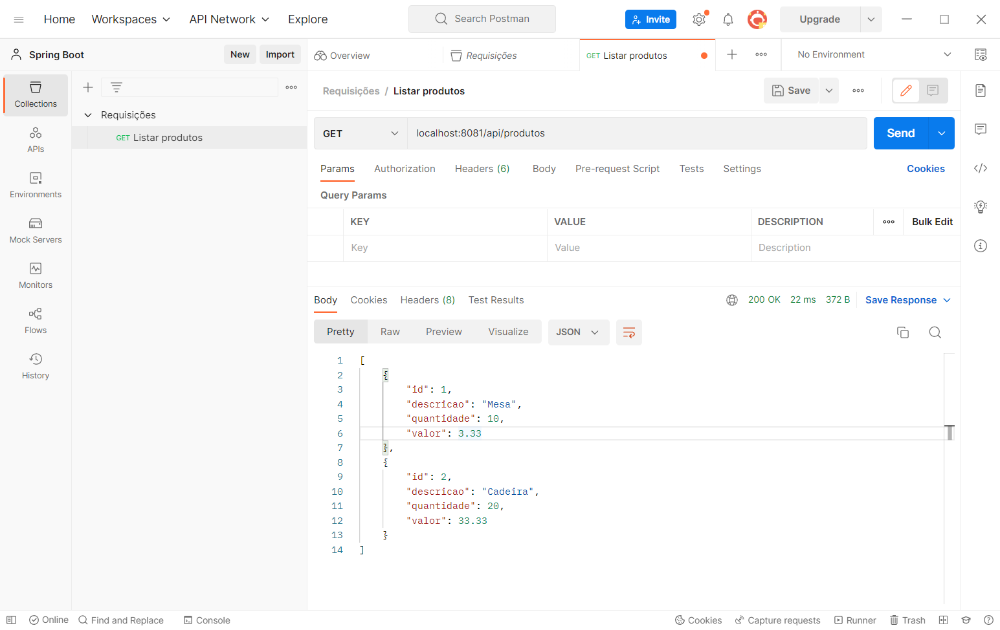 Home Workspaces API Network Explore Search Postman Invite Upgrade
Spring Boot New Import Overview Requisições GET Listar produtos No Environment
Collections
APIs
Environments
Mock Servers
Monitors
Flows
History
Requisições
GET Listar produtos
Requisições / Listar produtos Save
GET localhost:8081/api/produtos Send
Params Authorization Headers (6) Body Pre-request Script Tests Settings Cookies
Query Params
KEY VALUE DESCRIPTION Bulk Edit
Key Value Description
Body Cookies Headers (8) Test Results 200 OK 22 ms 372 B Save Response
Pretty Raw Preview Visualize JSON
1 [
2 {
3 "id": 1,
4 "descricao": "Mesa",
5 "quantidade": 10,
6 "valor": 3.33
7 },
8 {
9 "id": 2,
10 "descricao": "Cadeira",
11 "quantidade": 20,
12 "valor": 33.33
13 }
14 ]
Online Find and Replace Console Cookies Capture requests Runner Trash